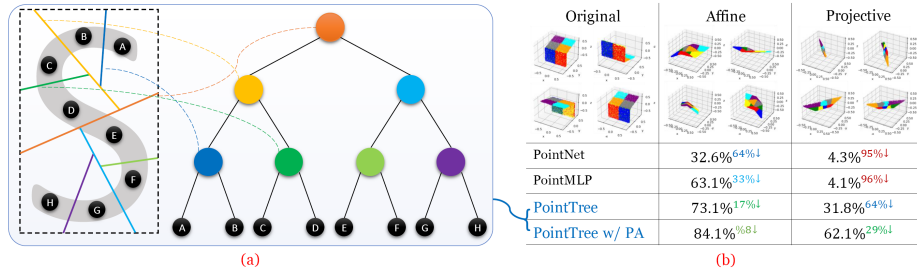 B
A
C
D
E
F
H
G
A B C D E F G H
(a)
Original Affine Projective
PointNet 32.6%64%↓ 4.3%95%↓
PointMLP 63.1%33%↓ 4.1%96%↓
PointTree 73.1%17%↓ 31.8%64%↓
PointTree w/ PA 84.1%%8↓ 62.1%29%↓
(b)